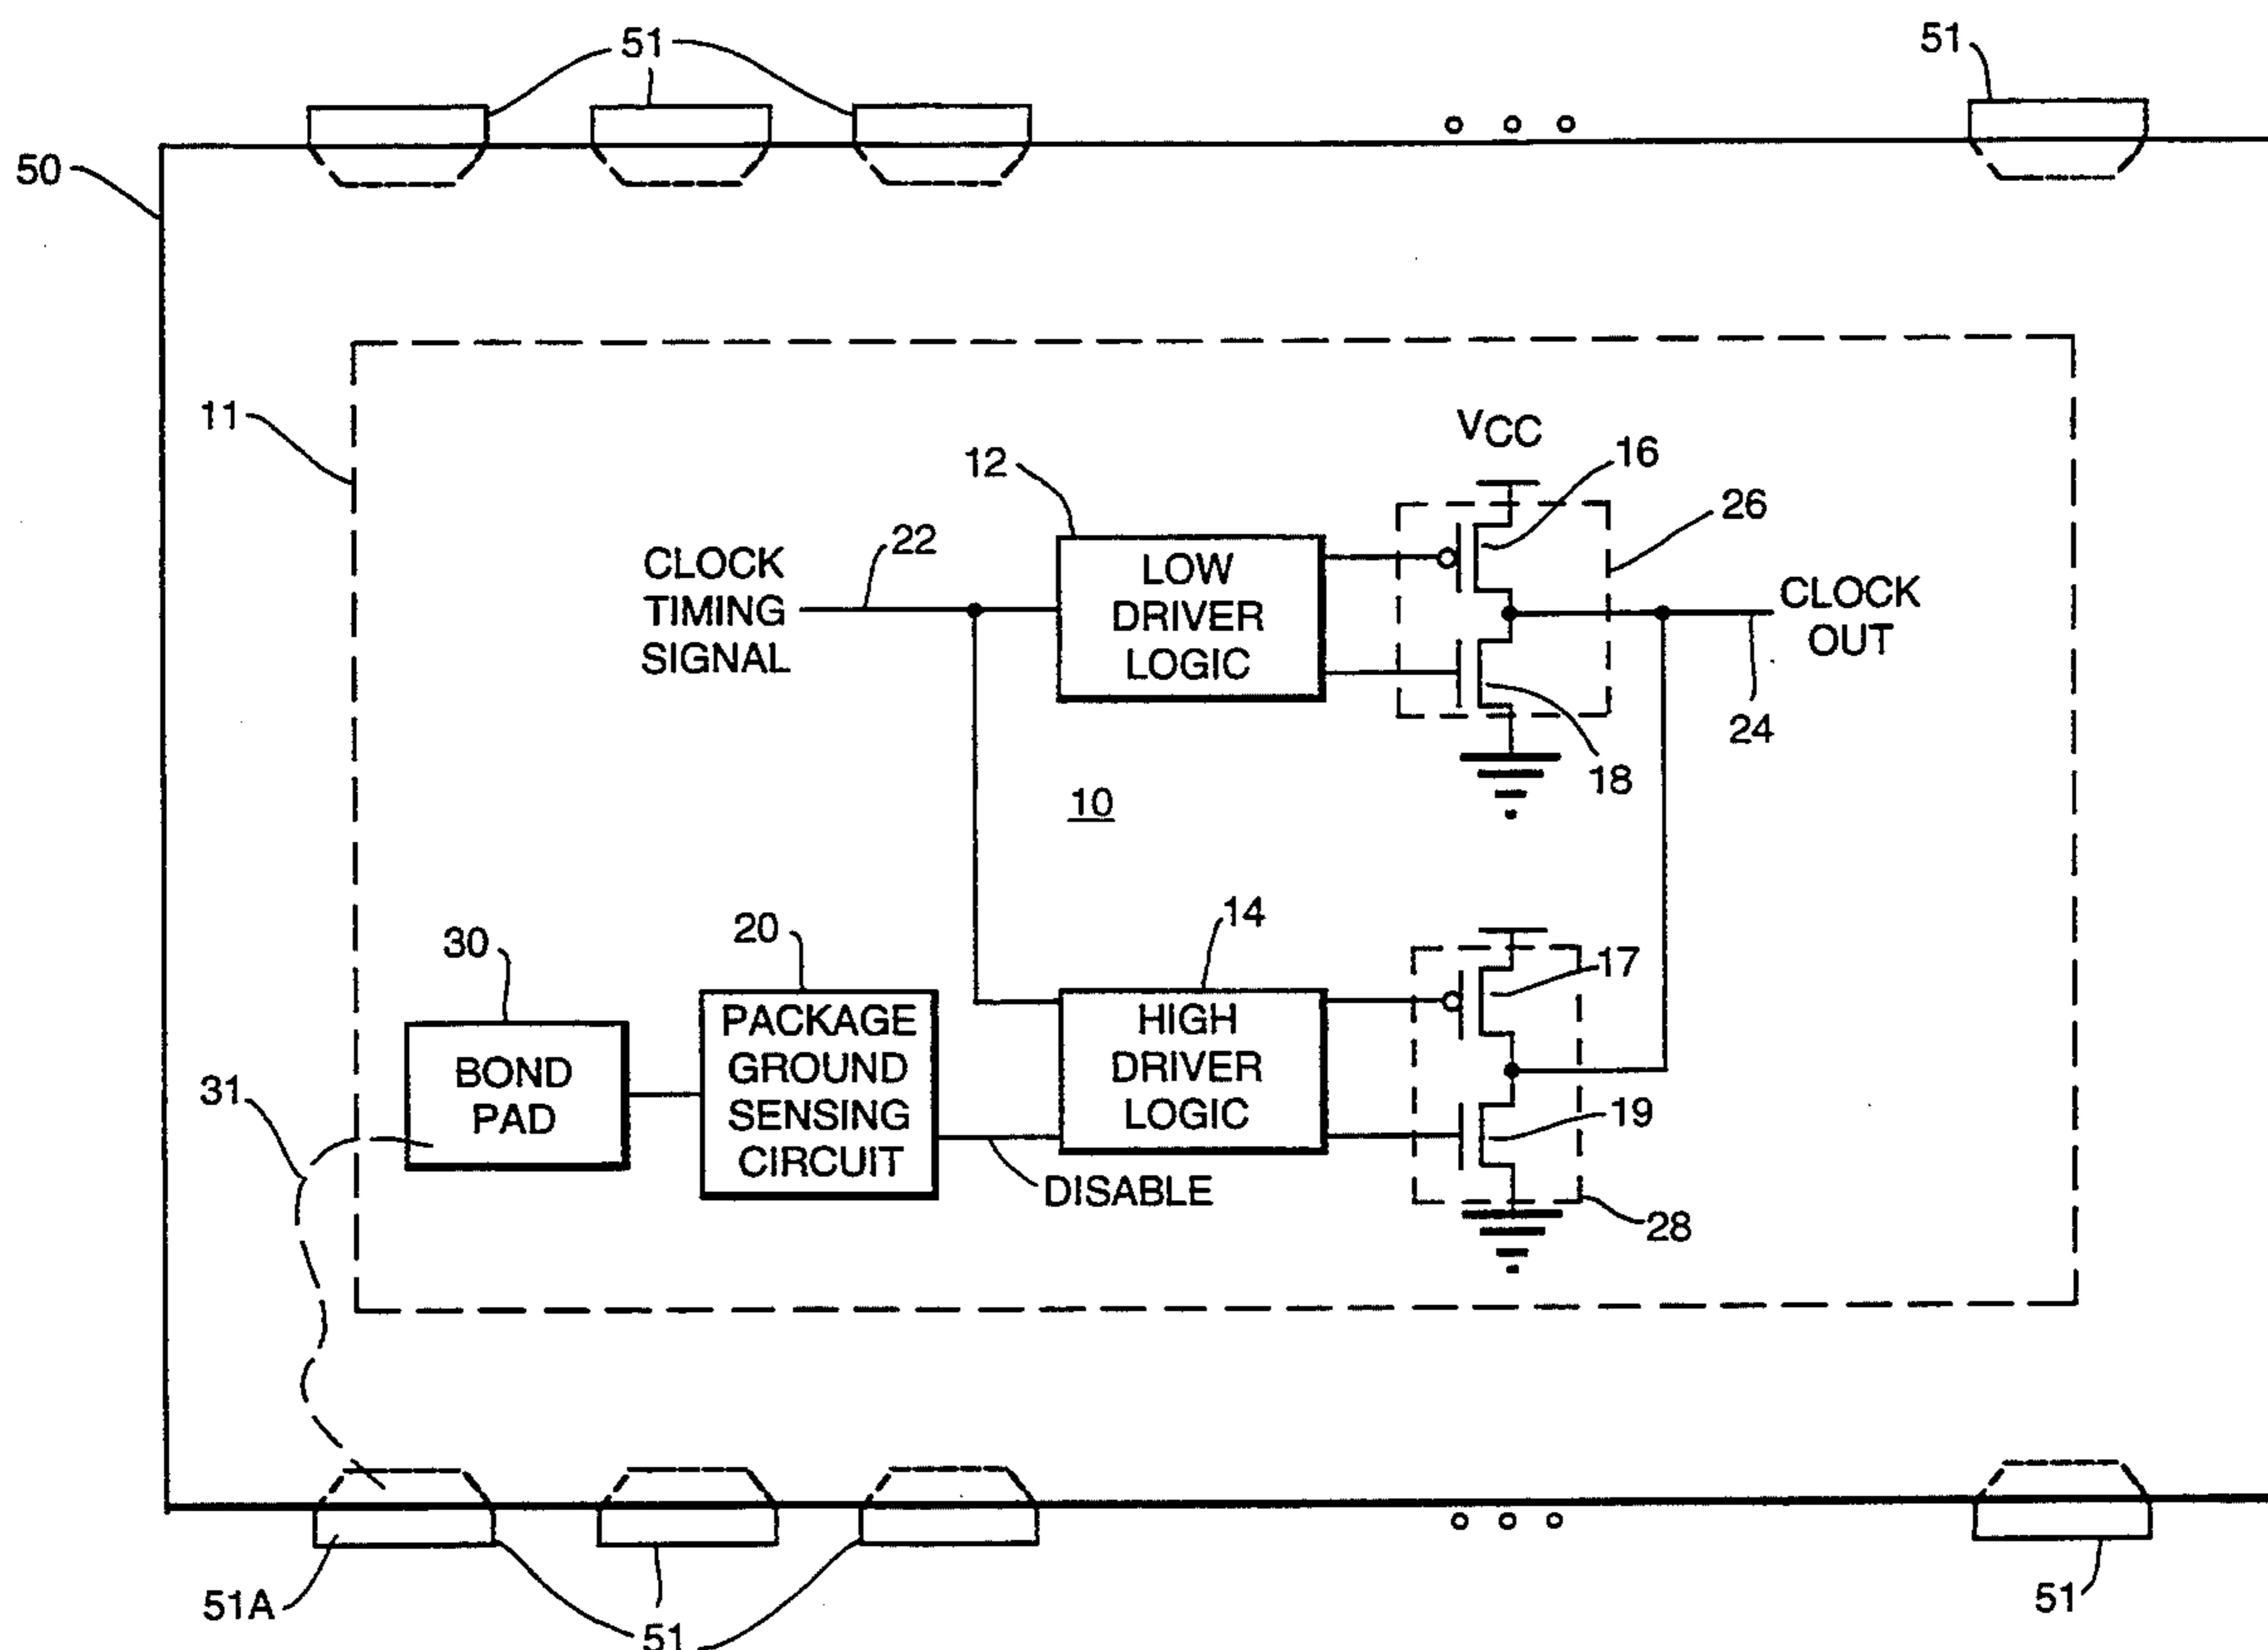 51
51
50
11
VCC
16
12
26
22
CLOCK
TIMING
SIGNAL
LOW
DRIVER
LOGIC
CLOCK
OUT
24
18
10
14
20
30
17
PACKAGE
GROUND
SENSING
CIRCUIT
HIGH
DRIVER
LOGIC
BOND
PAD
31
19
DISABLE
28
51A
51
51